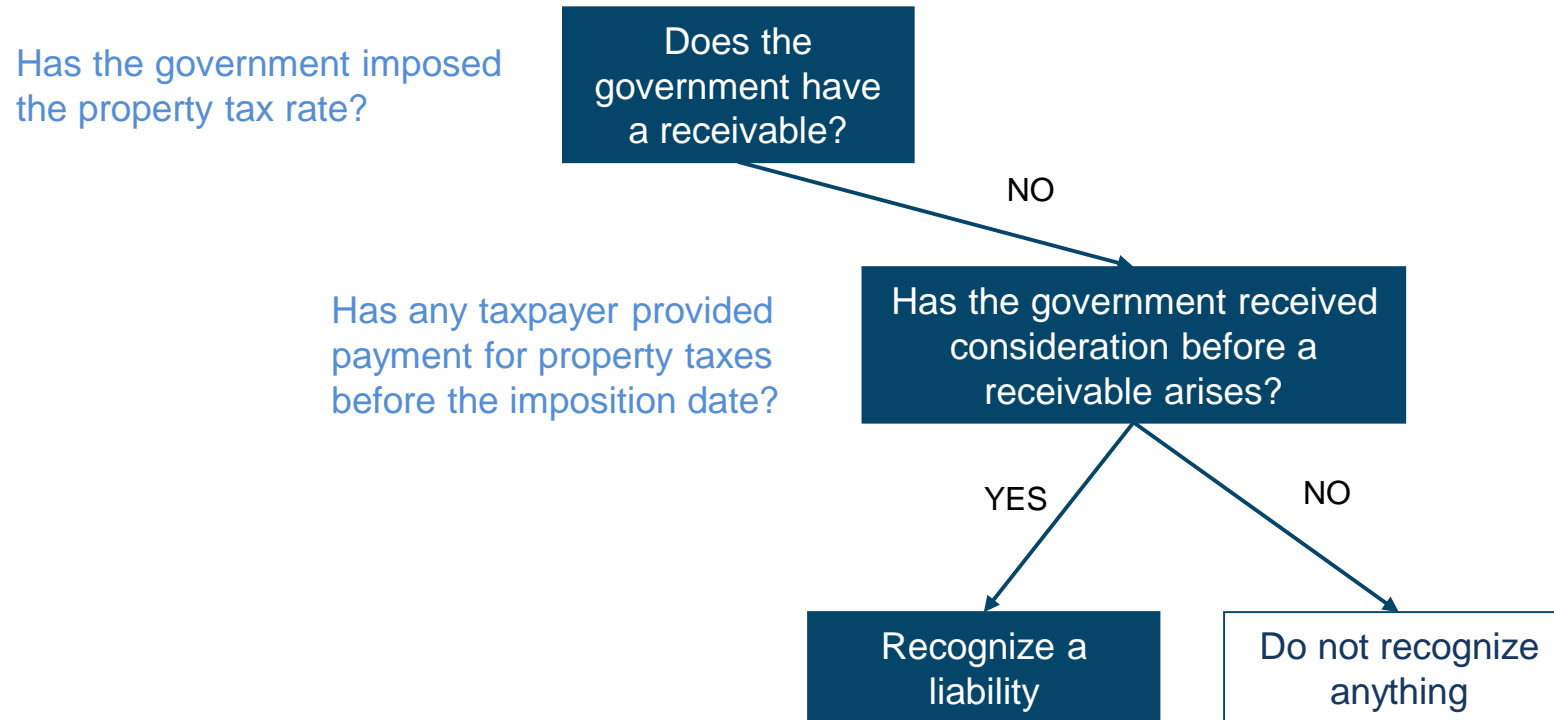 Has the government imposed
the property tax rate?
Does the
government have
a receivable?
NO
Has any taxpayer provided
payment for property taxes
before the imposition date?
Has the government received
consideration before a
receivable arises?
YES
NO
Recognize a
liability
Do not recognize
anything